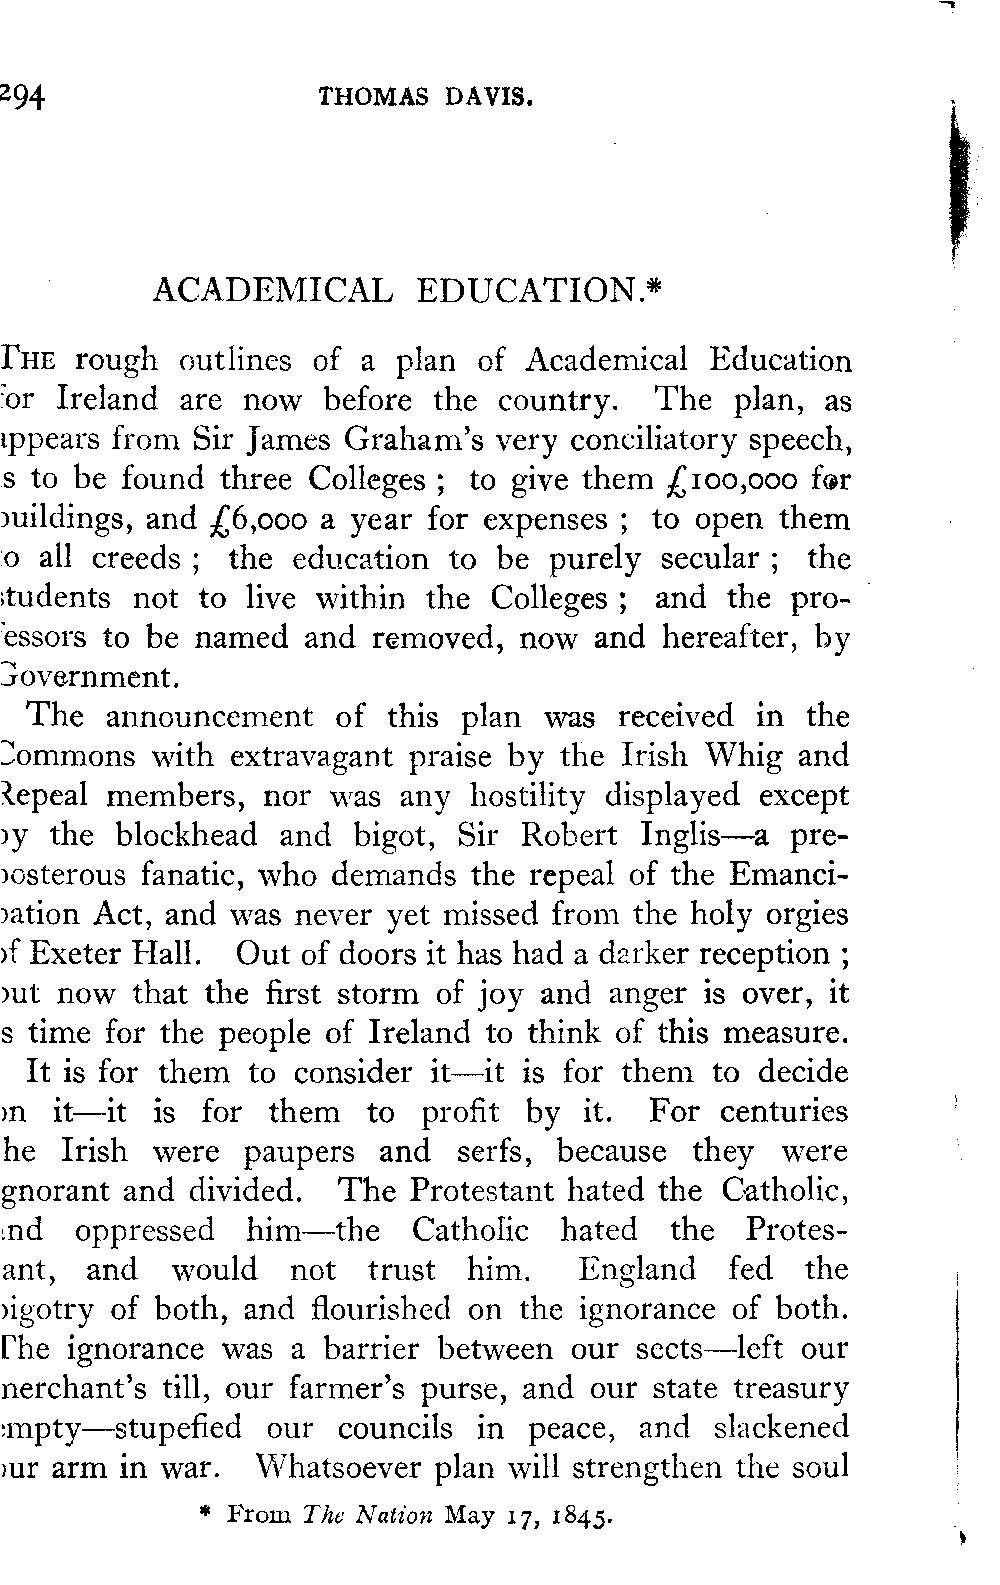 294 THOMAS DAVIS.
ACADEMICAL EDUCATION.*
THE rough outlines of a plan of Academical Education
for Ireland are now before the country. The plan, as
appears from Sir James Graham's very conciliatory speech,
is to be found three Colleges ; to give them £100,000 for
buildings, and £6,000 a year for expenses ; to open them
to all creeds ; the education to be purely secular ; the
students not to live within the Colleges ; and the pro-
fessors to be named and removed, now and hereafter, by
Government.
The announcement of this plan was received in the
Commons with extravagant praise by the Irish Whig and
Repeal members, nor was any hostility displayed except
by the blockhead and bigot, Sir Robert Inglis—a pre-
posterous fanatic, who demands the repeal of the Emanci-
pation Act, and was never yet missed from the holy orgies
of Exeter Hall. Out of doors it has had a darker reception ;
but now that the first storm of joy and anger is over, it
is time for the people of Ireland to think of this measure.
It is for them to consider it—it is for them to decide
on it—it is for them to profit by it. For centuries
the Irish were paupers and serfs, because they were
ignorant and divided. The Protestant hated the Catholic,
and oppressed him—the Catholic hated the Protes-
tant, and would not trust him. England fed the
bigotry of both, and flourished on the ignorance of both.
The ignorance was a barrier between our sects—left our
merchant's till, our farmer's purse, and our state treasury
empty—stupefied our councils in peace, and slackened
our arm in war. Whatsoever plan will strengthen the soul
* From The Nation May 17, 1845.